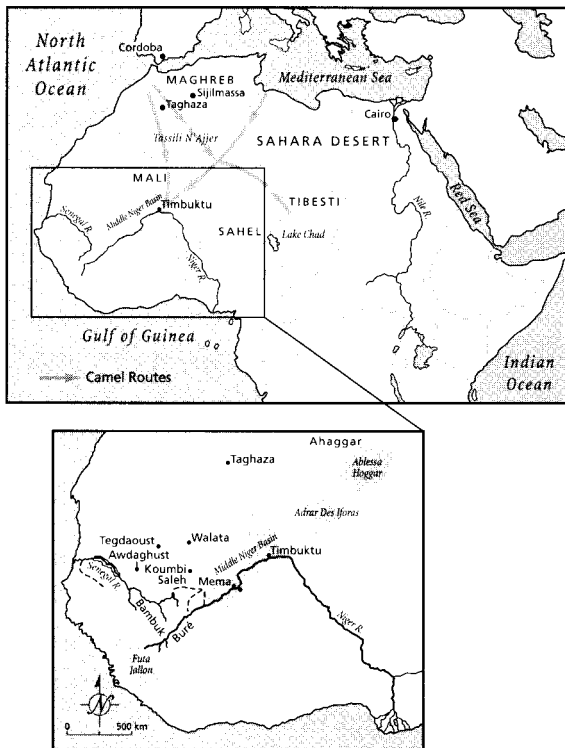 North
Atlantic
Ocean
Cordoba
MAGHREB
Sijilmassa
Taghaza
Mediterranean Sea
Cairo
Tassili N'Ajjer
SAHARA DESERT
MALI
Timbuktu
TIBESTI
Senegal R.
Middle Niger Basin
SAHEL
Lake Chad
Nile R.
Red Sea
Niger R.
Gulf of Guinea
Camel Routes
Indian
Ocean
Ahaggar
Taghaza
Ablessa
Hoggar
Adrar Des Iforas
Tegdaoust
Walata
Awdaghust
Middle Niger Basin
Timbuktu
Koumbi
Saleh
Mema
Senegal R.
Bambuk
Bure
Niger R.
Futa
Jallon
N
0 500 km